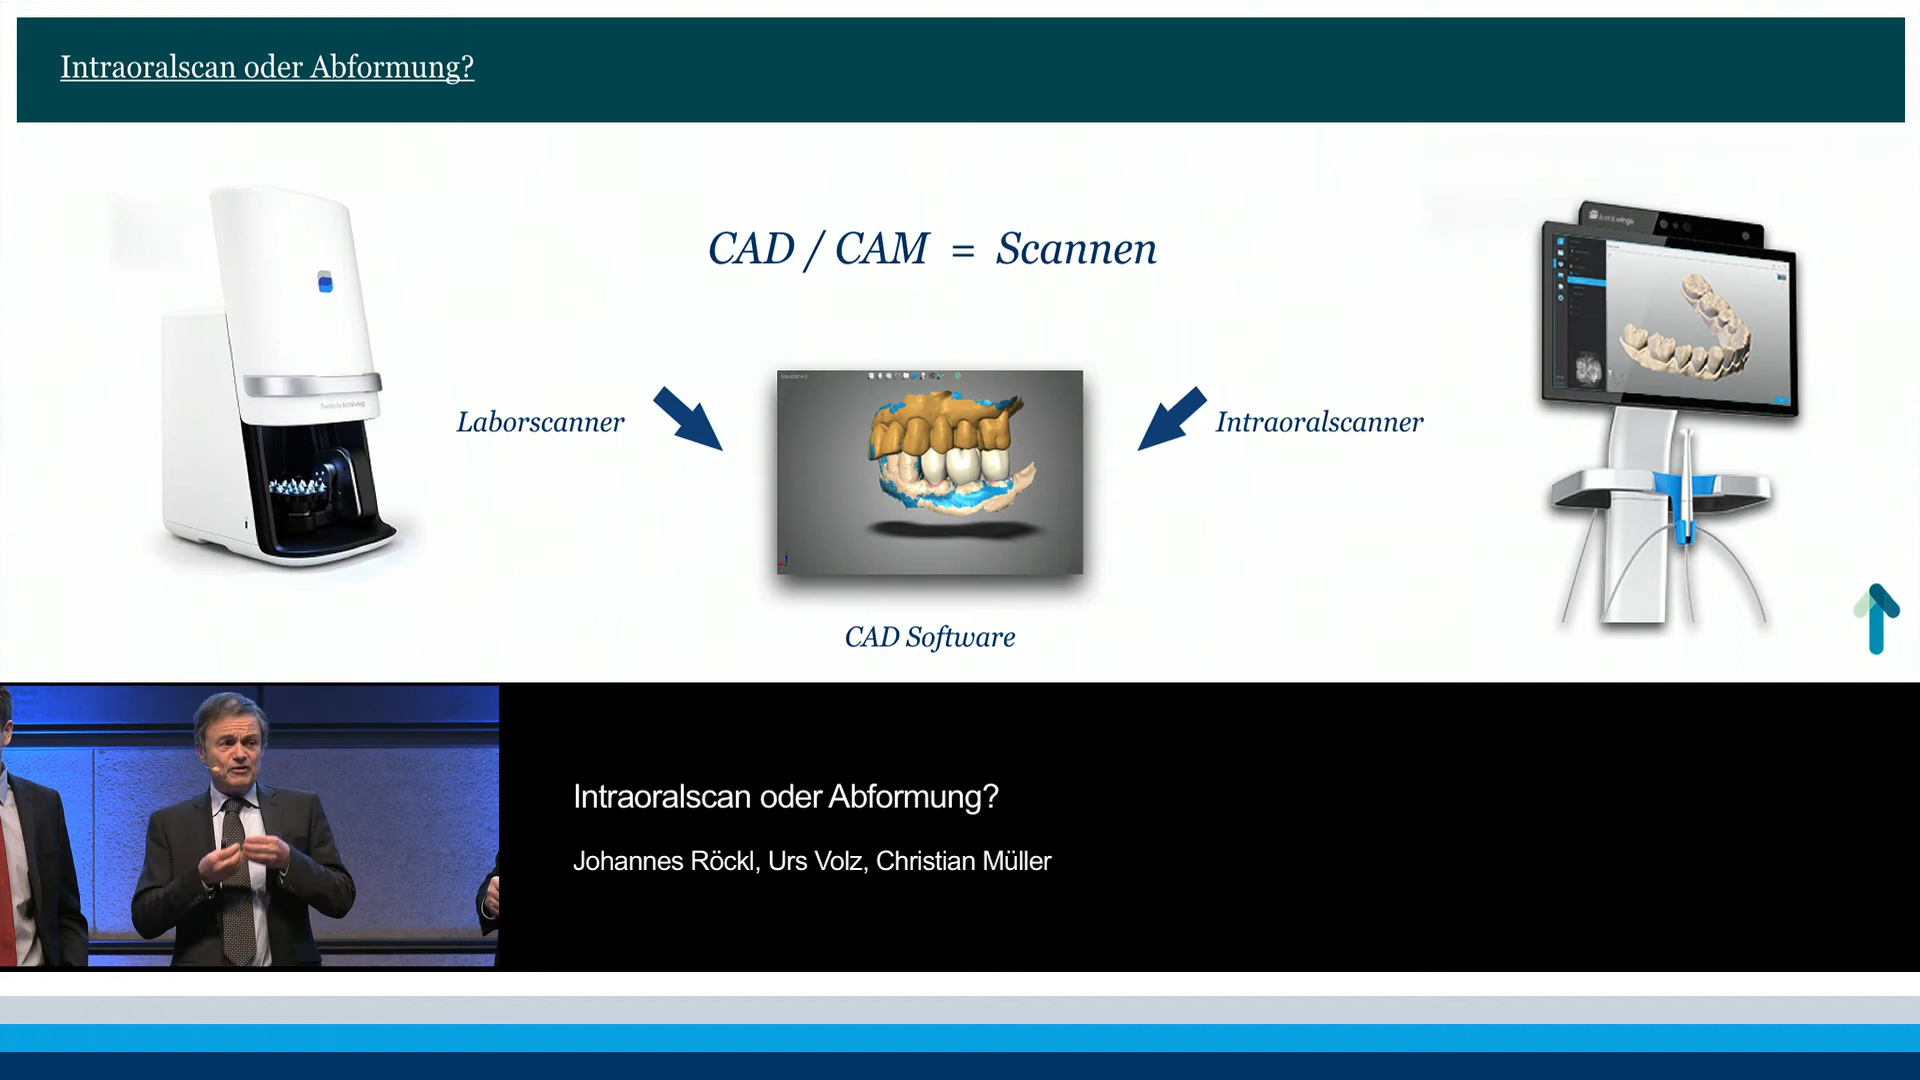 Intraoralscan oder Abformung?
CAD / CAM = Scannen
Laborscanner
Intraoralscanner
CAD Software
Intraoralscan oder Abformung?
Johannes Röckl, Urs Volz, Christian Müller